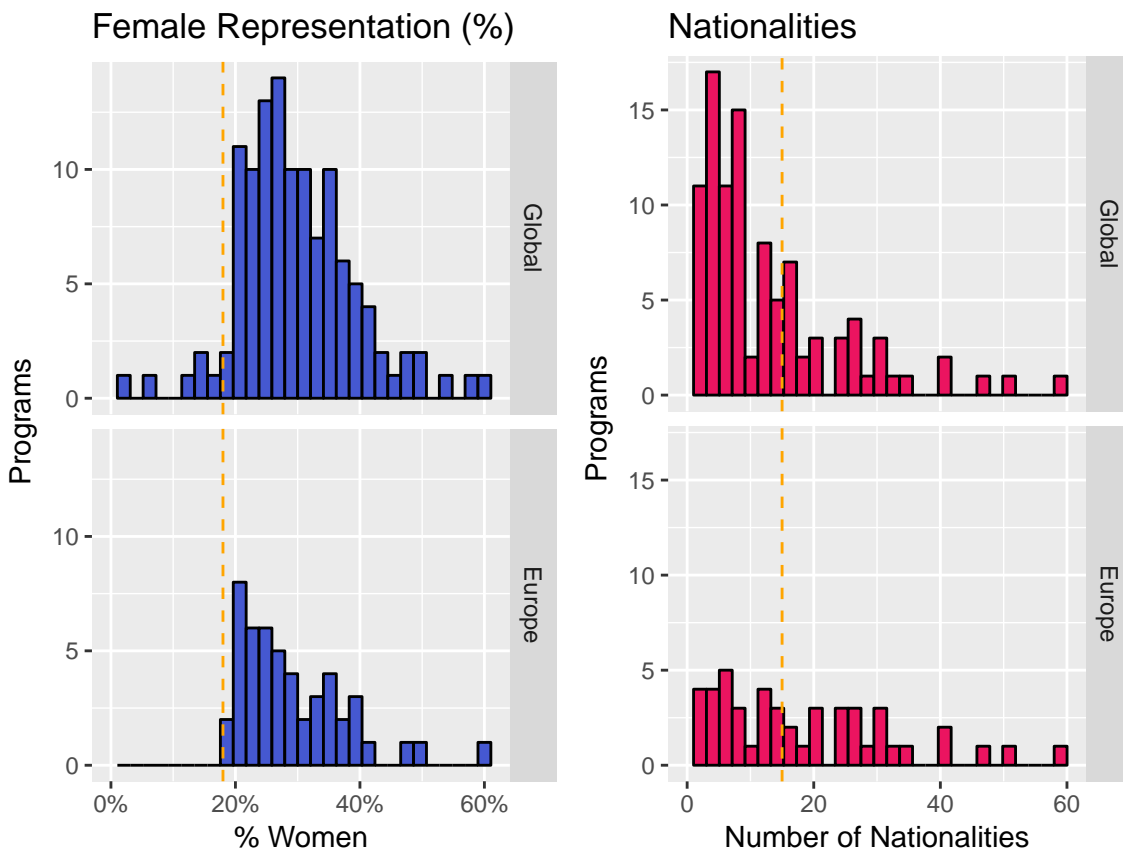 Female Representation (%)
Programs
10
5
0
Global
10
5
0
Europe
0%
20%
40%
60%
% Women
Nationalities
Programs
15
10
5
0
Global
15
10
5
0
Europe
0
20
40
60
Number of Nationalities